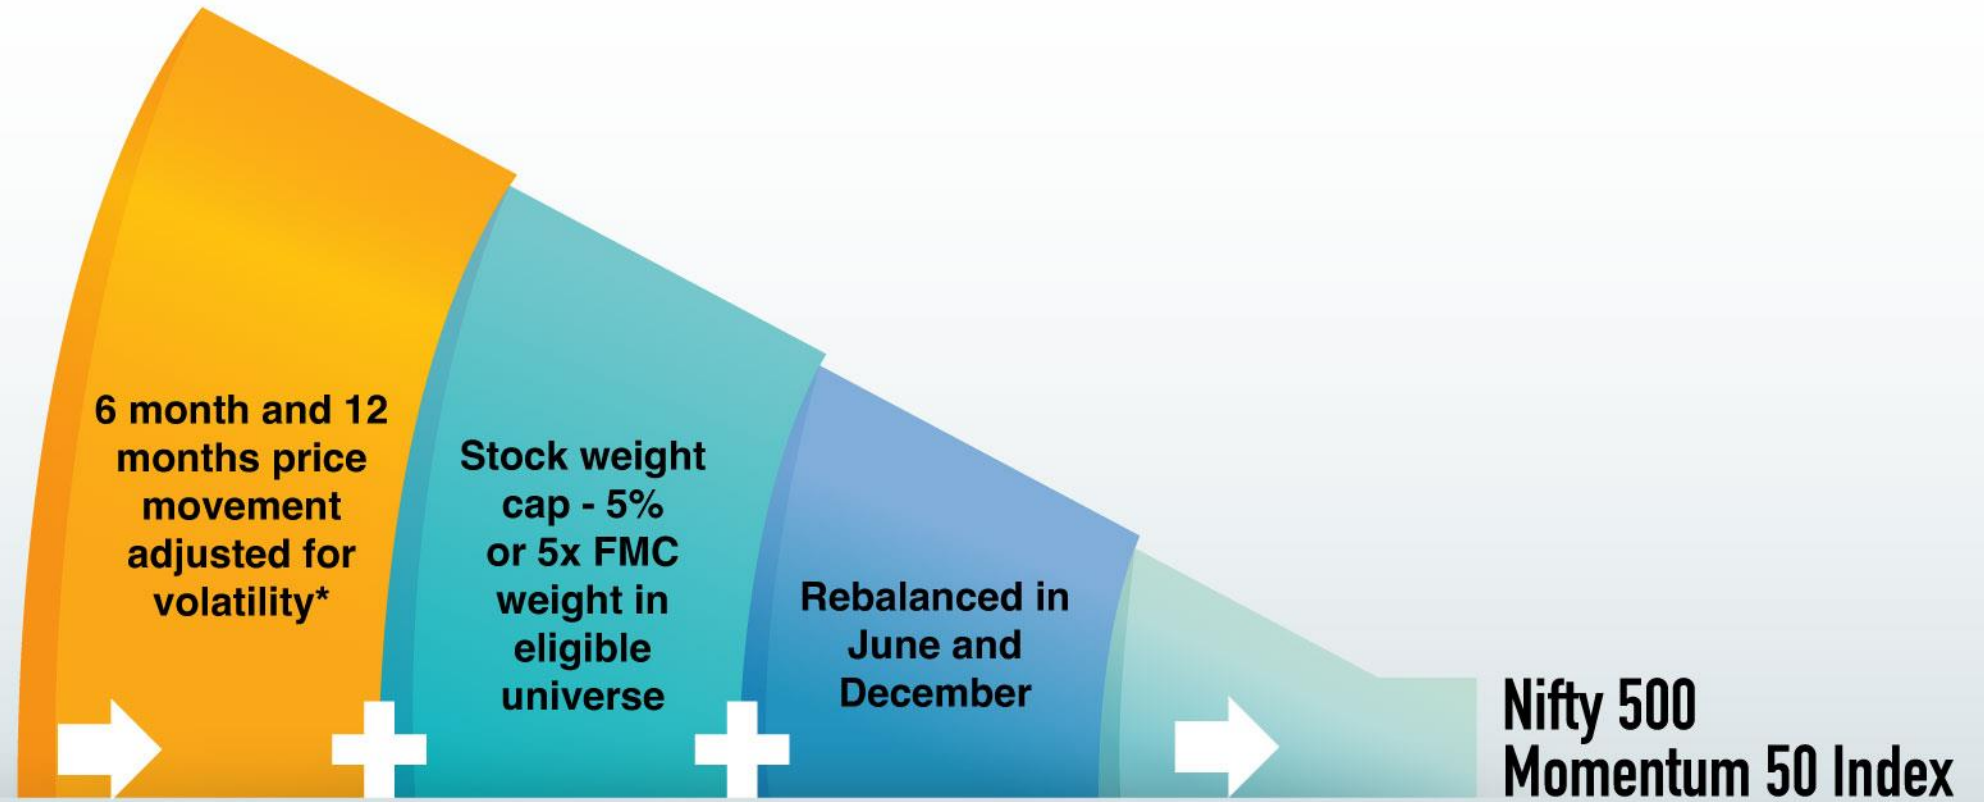 6 month and 12
months price
movement
adjusted for
volatility*
Stock weight
cap - 5%
or 5x FMC
weight in
eligible
universe
Rebalanced in
June and
December
Nifty 500
Momentum 50 Index